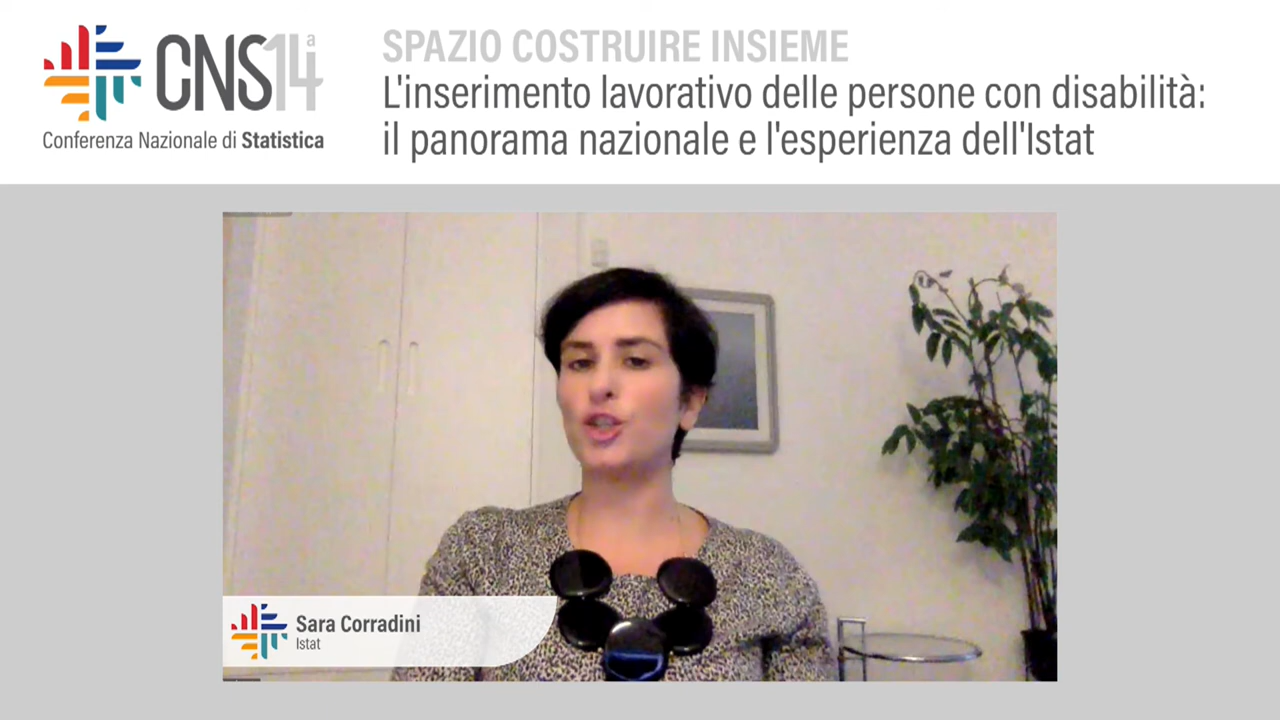 CNS14ª
Conferenza Nazionale di Statistica
SPAZIO COSTRUIRE INSIEME
L'inserimento lavorativo delle persone con disabilità:
il panorama nazionale e l'esperienza dell'Istat
Sara Corradini
Istat